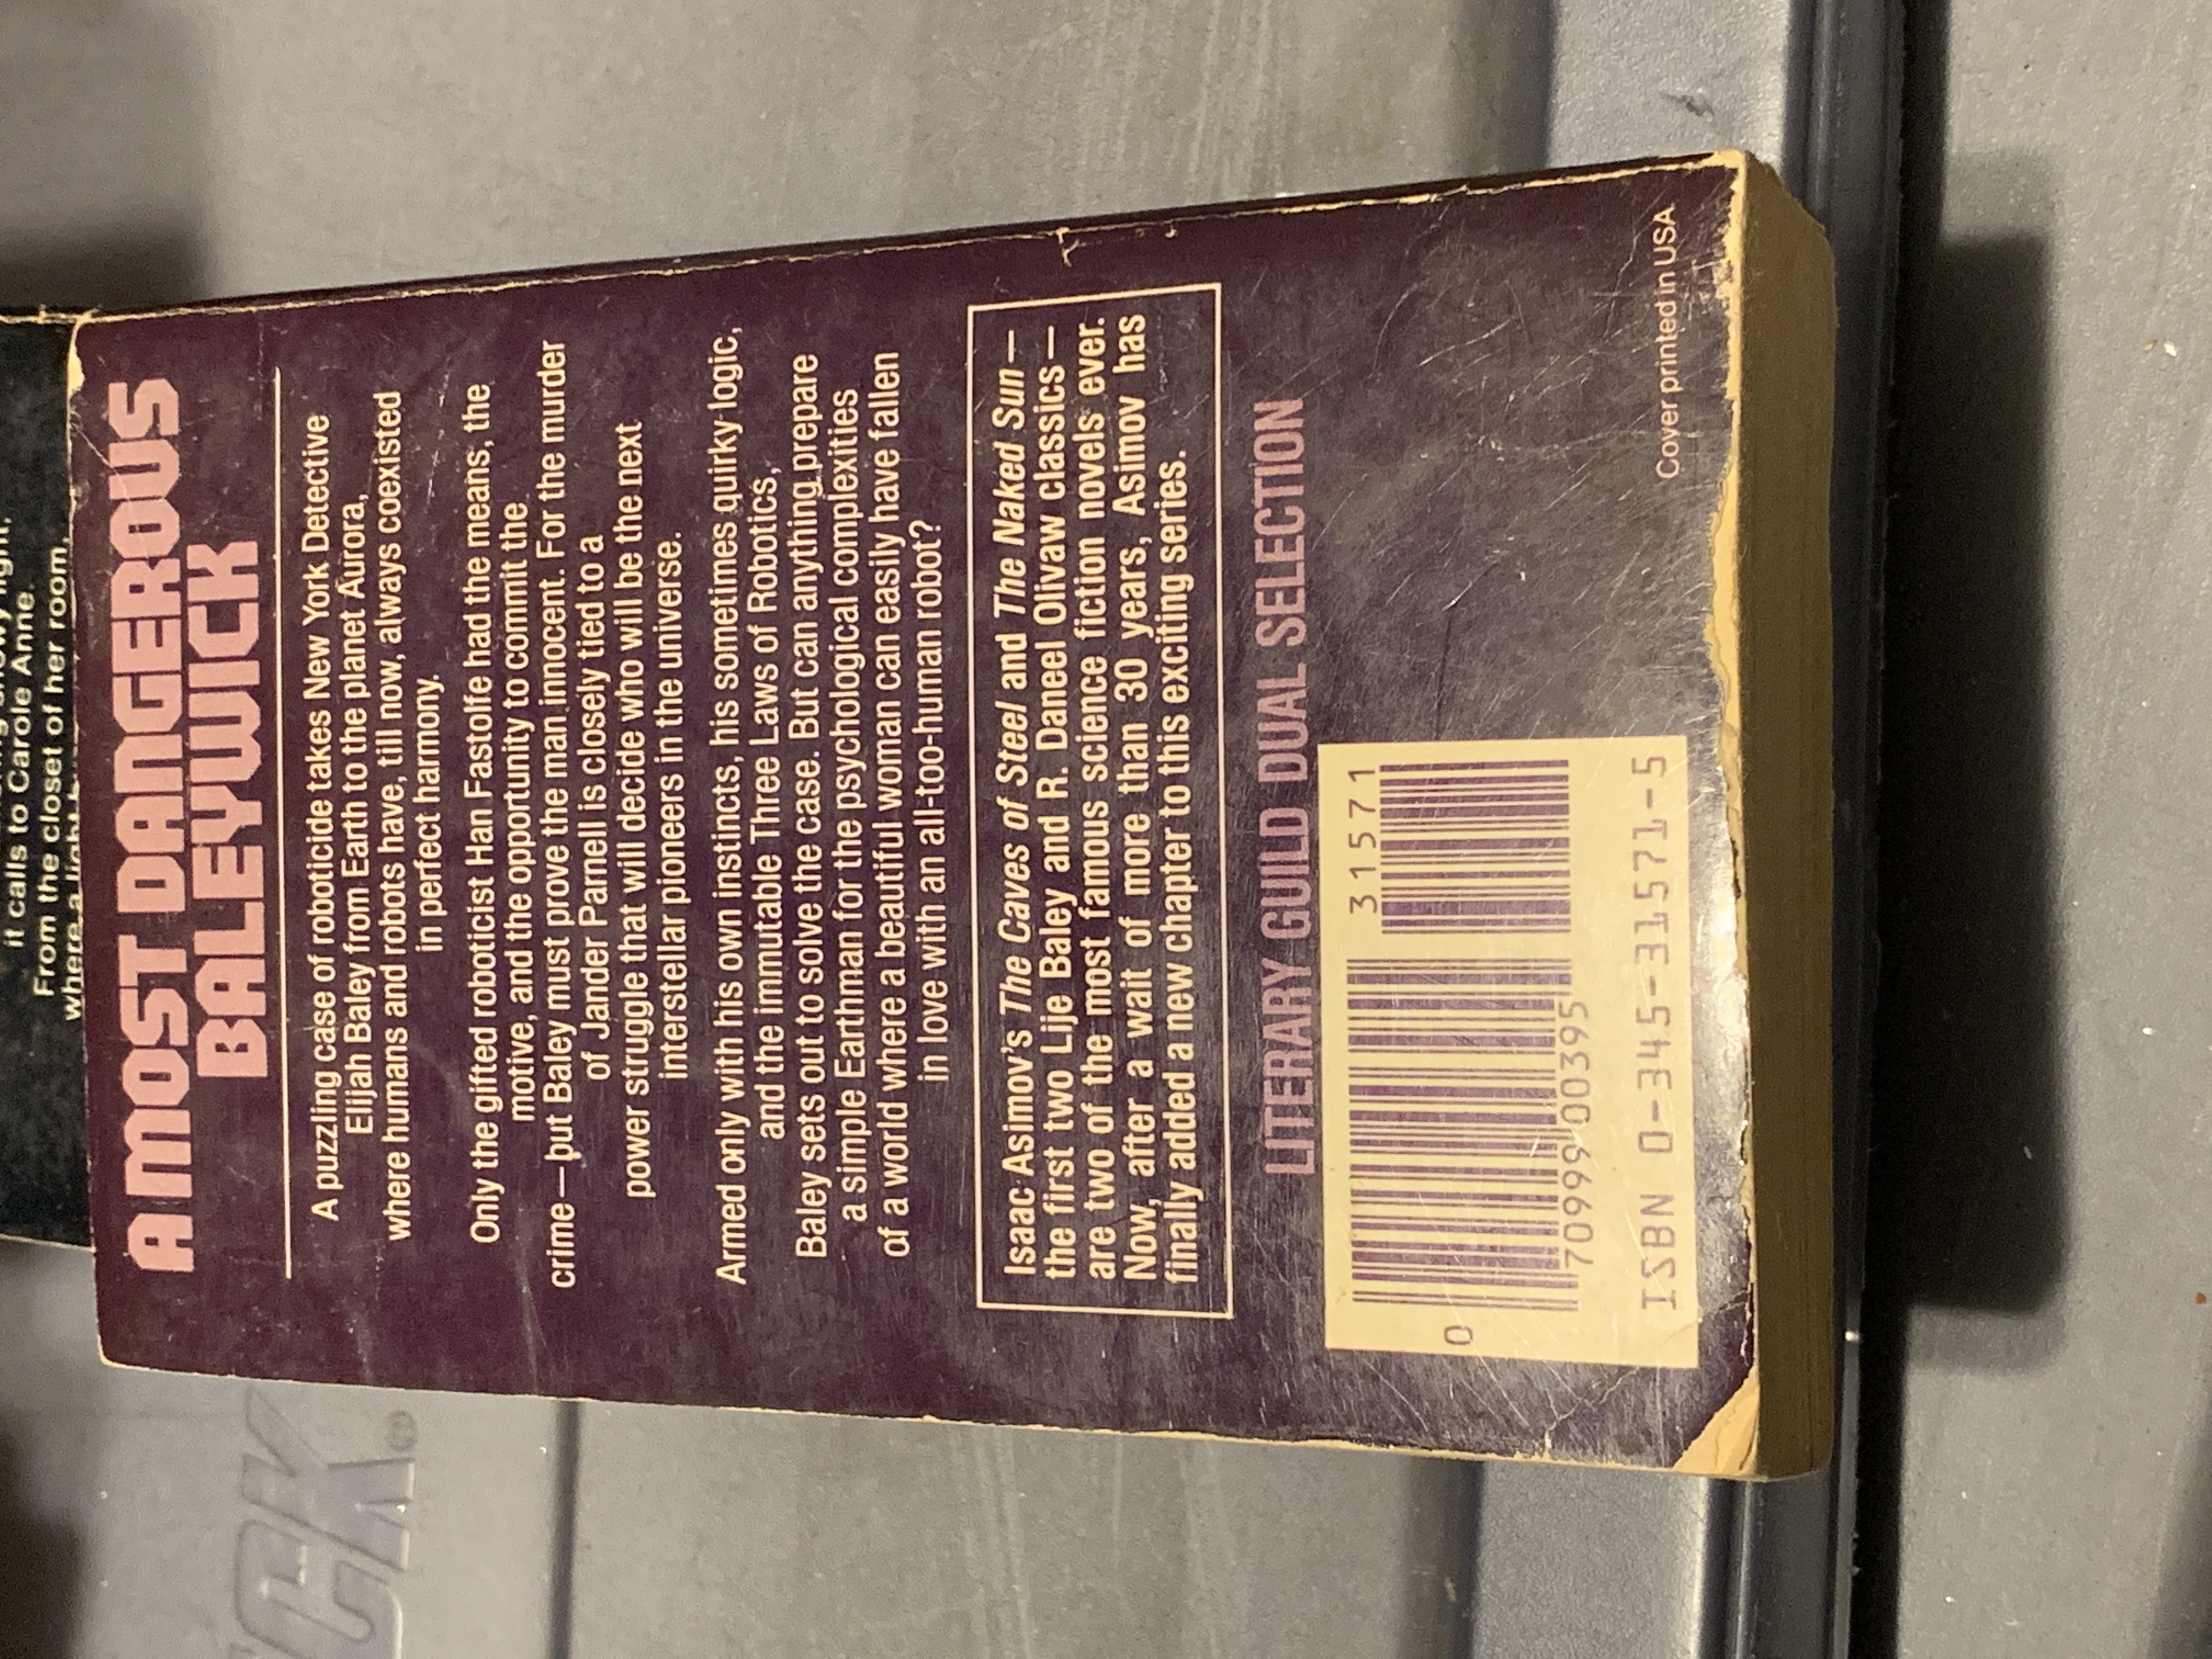 it calls to Carole Anne.
From the closet of her room,
where a light
A MOST DANGEROUS
BALEYWICK
A puzzling case of roboticide takes New York Detective
Elijah Baley from Earth to the planet Aurora,
where humans and robots have, till now, always coexisted
in perfect harmony.
Only the gifted roboticist Han Fastolfe had the means, the
motive, and the opportunity to commit the
crime—but Baley must prove the man innocent. For the murder
of Jander Parnell is closely tied to a
power struggle that will decide who will be the next
interstellar pioneers in the universe.
Armed only with his own instincts, his sometimes quirky logic,
and the immutable Three Laws of Robotics,
Baley sets out to solve the case. But can anything prepare
a simple Earthman for the psychological complexities
of a world where a beautiful woman can easily have fallen
in love with an all-too-human robot?
Isaac Asimov's The Caves of Steel and The Naked Sun—
the first two Lije Baley and R. Daneel Olivaw classics—
are two of the most famous science fiction novels ever.
Now, after a wait of more than 30 years, Asimov has
finally added a new chapter to this exciting series.
LITERARY GUILD DUAL SELECTION
31571
0
70999 00395
ISBN 0-345-31571-5
Cover printed in USA
CK®